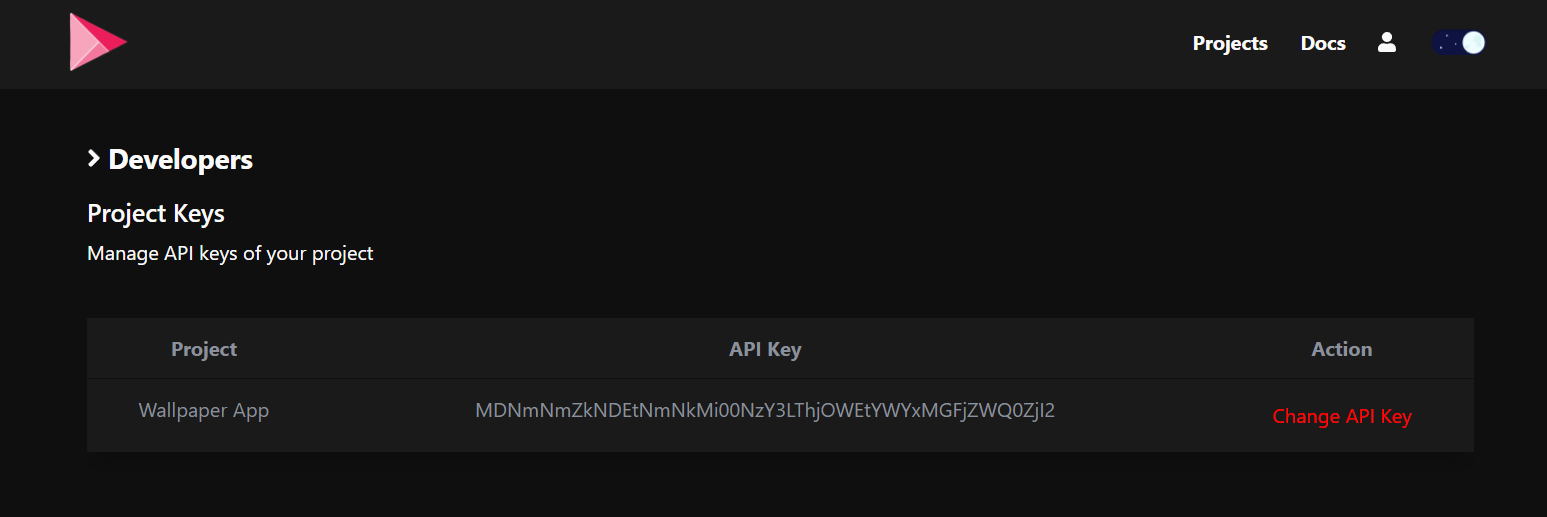 Projects Docs
Developers
Project Keys
Manage API keys of your project
Project API Key Action
Wallpaper App MDNmNmZkNDEtNmNkMi00NzY3LThjOWEtYWYxMGFjZWQ0ZjI2 Change API Key